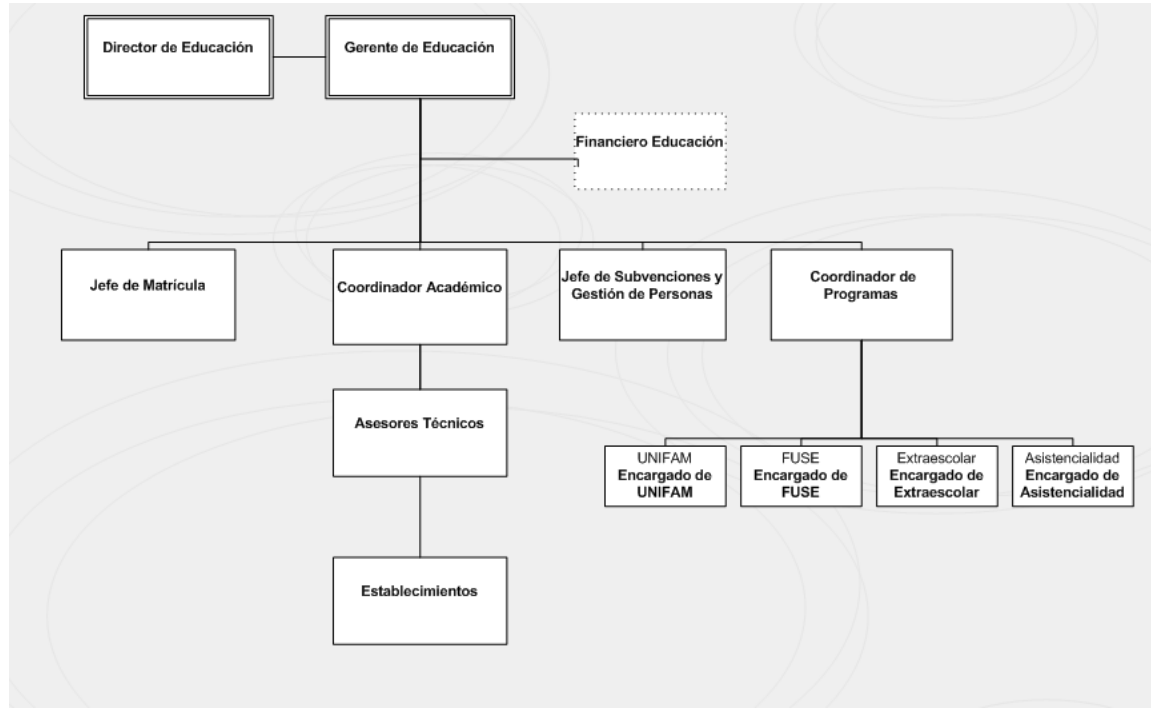 Director de Educación
Gerente de Educación
Financiero Educación
Jefe de Matrícula
Coordinador Académico
Jefe de Subvenciones y
Gestión de Personas
Coordinador de
Programas
Asesores Técnicos
UNIFAM
Encargado de
UNIFAM
FUSE
Encargado de
FUSE
Extraescolar
Encargado de
Extraescolar
Asistencialidad
Encargado de
Asistencialidad
Establecimientos